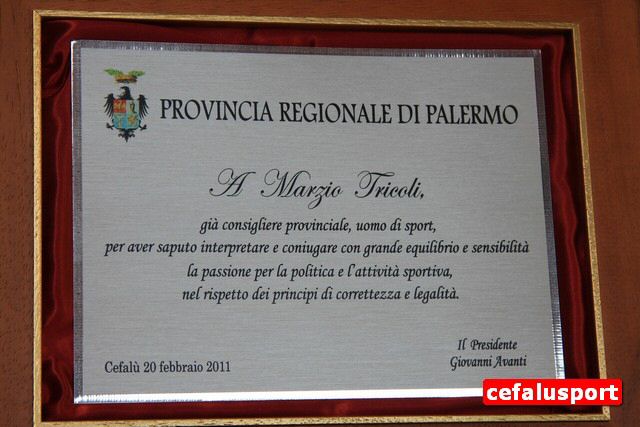 PROVINCIA REGIONALE DI PALERMO
A Marzio Tricoli,
già consigliere provinciale, uomo di sport,
per aver saputo interpretare e coniugare con grande equilibrio e sensibilità
la passione per la politica e l'attività sportiva,
nel rispetto dei principi di correttezza e legalità.
Il Presidente
Giovanni Avanti
Cefalù 20 febbraio 2011
cefalusport